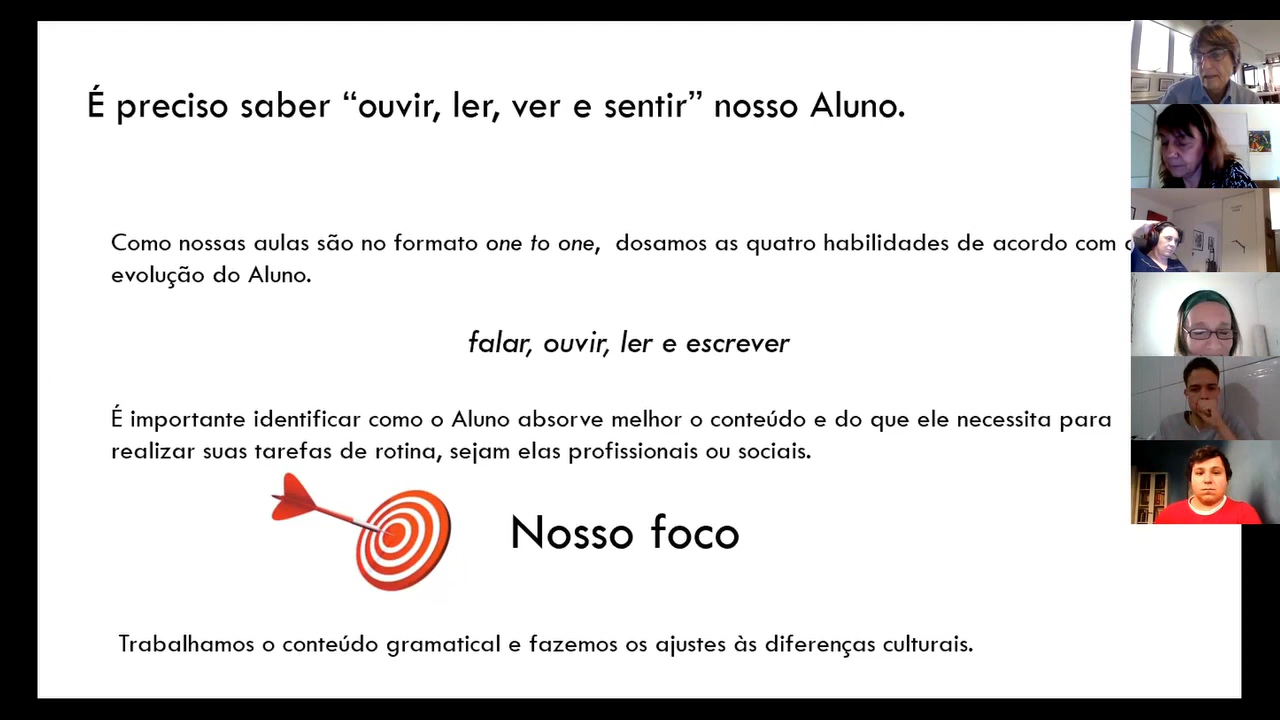 É preciso saber “ouvir, ler, ver e sentir” nosso Aluno.
Como nossas aulas são no formato one to one, dosamos as quatro habilidades de acordo com
evolução do Aluno.
falar, ouvir, ler e escrever
É importante identificar como o Aluno absorve melhor o conteúdo e do que ele necessita para
realizar suas tarefas de rotina, sejam elas profissionais ou sociais.
Nosso foco
Trabalhamos o conteúdo gramatical e fazemos os ajustes às diferenças culturais.